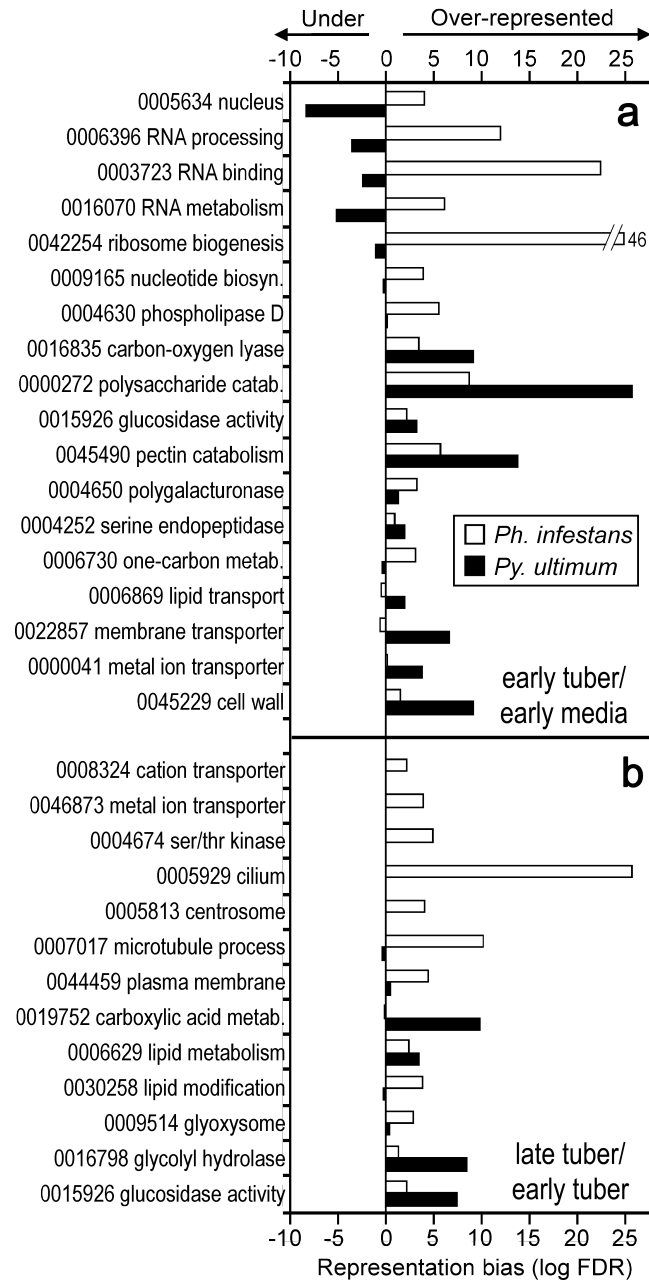 Under Over-represented
-10 -5 0 5 10 15 20 25
a
0005634 nucleus
0006396 RNA processing
0003723 RNA binding
0016070 RNA metabolism
0042254 ribosome biogenesis
46
0009165 nucleotide biosyn.
0004630 phospholipase D
0016835 carbon-oxygen lyase
0000272 polysaccharide catab.
0015926 glucosidase activity
0045490 pectin catabolism
0004650 polygalacturonase
0004252 serine endopeptidase
0006730 one-carbon metab.
0006869 lipid transport
0022857 membrane transporter
0000041 metal ion transporter
0045229 cell wall
Ph. infestans
Py. ultimum
early tuber/
early media
b
0008324 cation transporter
0046873 metal ion transporter
0004674 ser/thr kinase
0005929 cilium
0005813 centrosome
0007017 microtubule process
0044459 plasma membrane
0019752 carboxylic acid metab.
0006629 lipid metabolism
0030258 lipid modification
0009514 glyoxysome
0016798 glycolyl hydrolase
0015926 glucosidase activity
late tuber/
early tuber
-10 -5 0 5 10 15 20 25
Representation bias (log FDR)